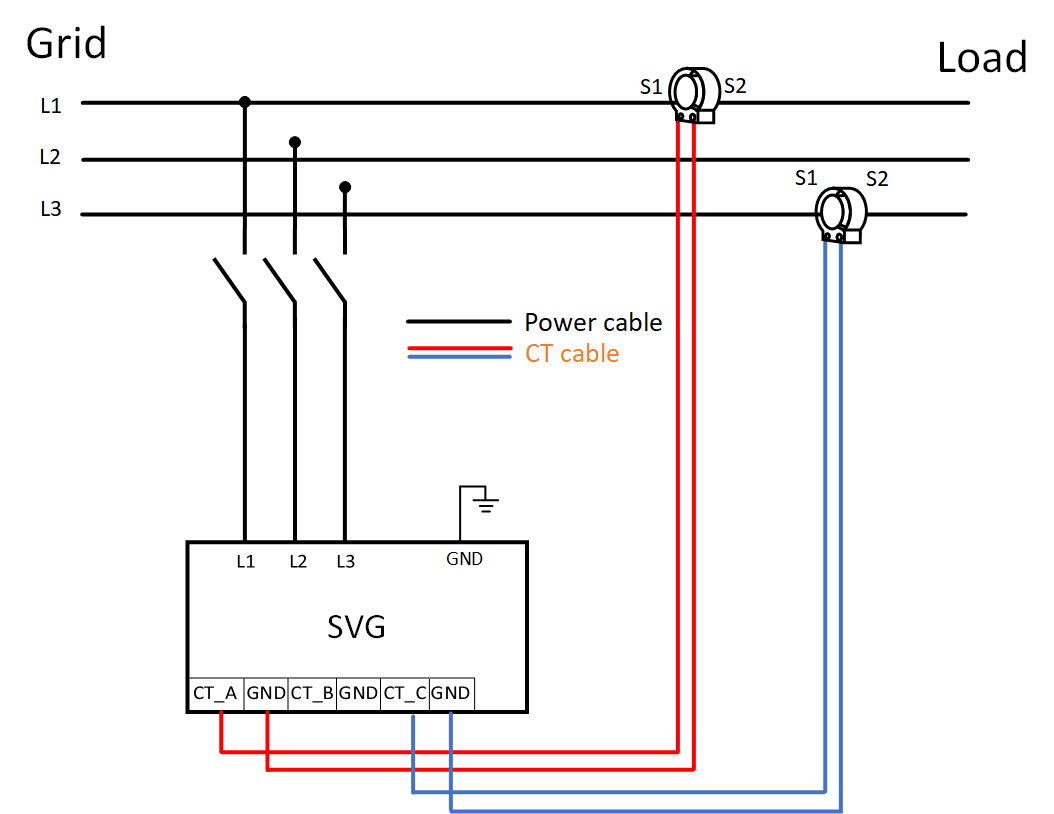 Grid
Load
S1 S2
L1
L2
S1 S2
L3
Power cable
CT cable
L1 L2 L3 GND
SVG
CT_A GND CT_B GND CT_C GND